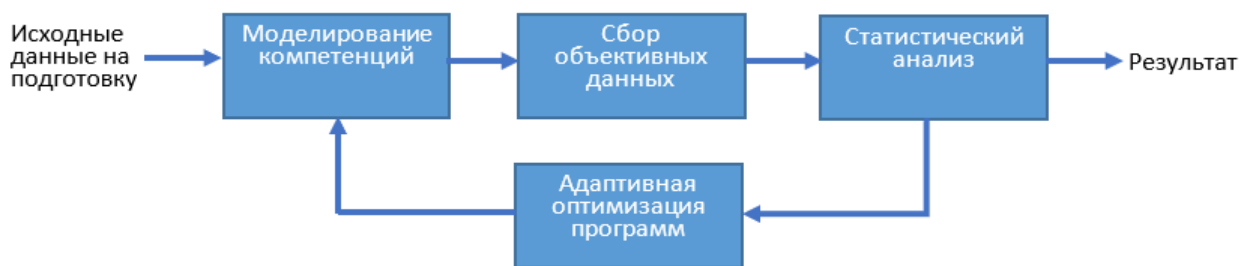 Исходные
данные на
подготовку
Моделирование
компетенций
Сбор
объективных
данных
Статистический
анализ
Результат
Адаптивная
оптимизация
программ